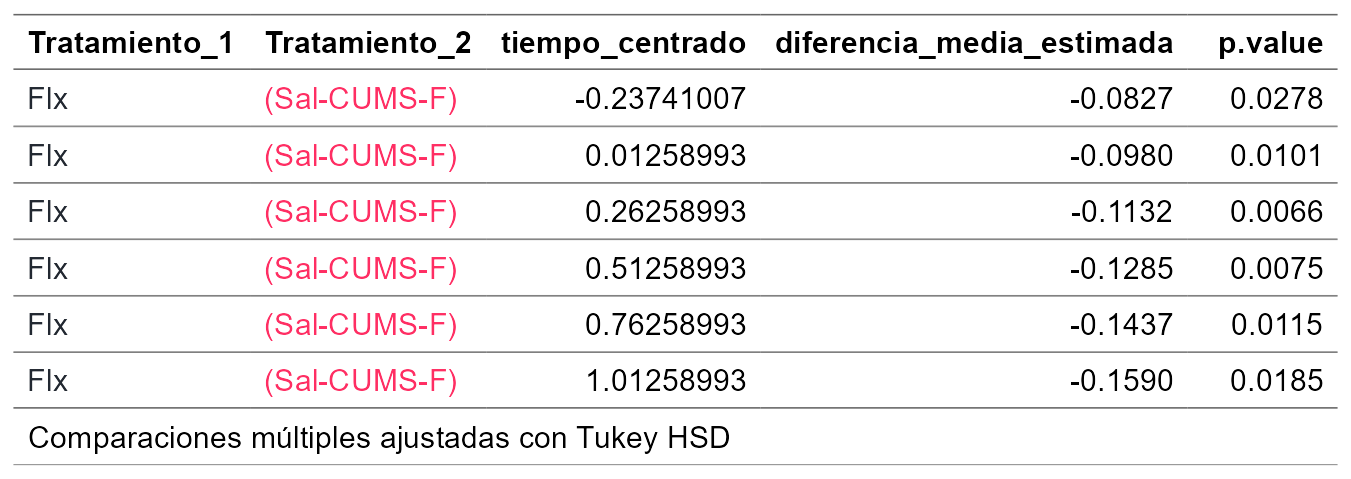 Tratamiento_1 Tratamiento_2 tiempo_centrado diferencia_media_estimada p.value
Flx (Sal-CUMS-F) -0.23741007 -0.0827 0.0278
Flx (Sal-CUMS-F) 0.01258993 -0.0980 0.0101
Flx (Sal-CUMS-F) 0.26258993 -0.1132 0.0066
Flx (Sal-CUMS-F) 0.51258993 -0.1285 0.0075
Flx (Sal-CUMS-F) 0.76258993 -0.1437 0.0115
Flx (Sal-CUMS-F) 1.01258993 -0.1590 0.0185
Comparaciones múltiples ajustadas con Tukey HSD